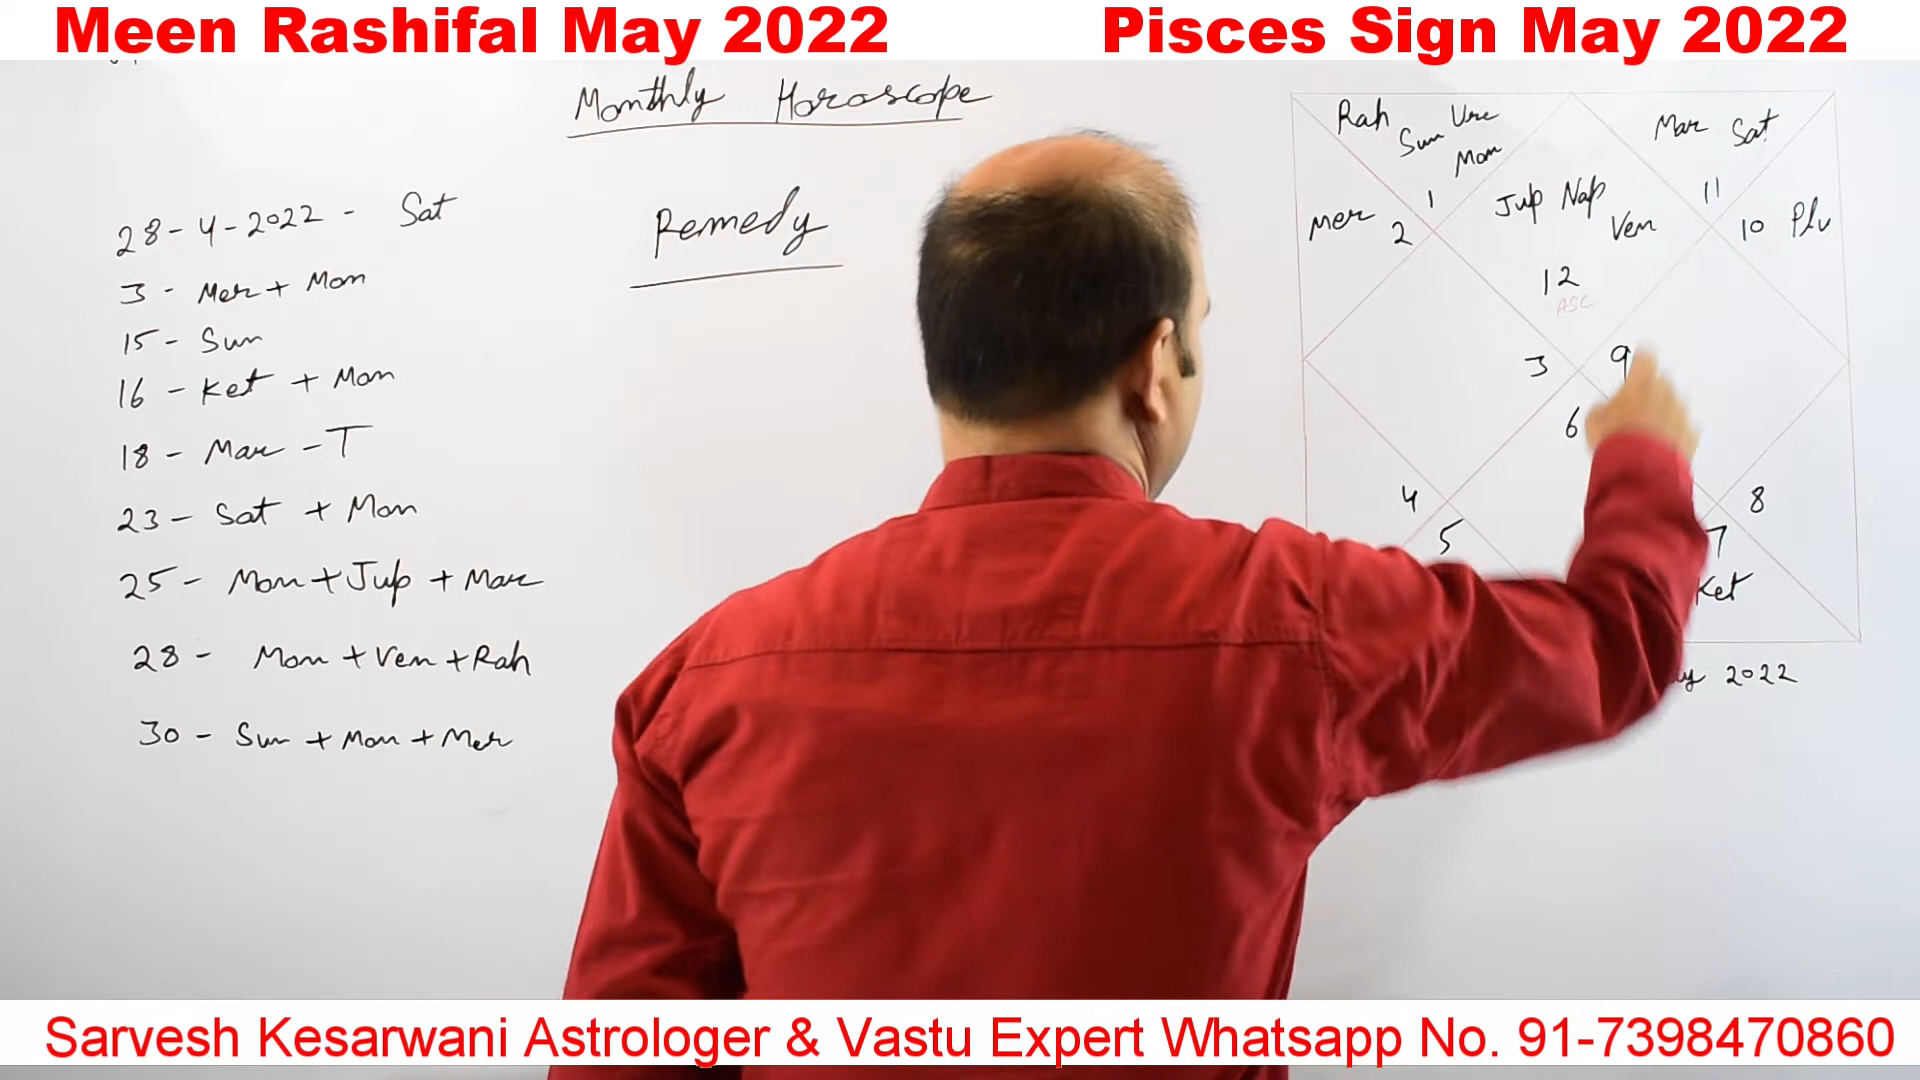 Meen Rashifal May 2022
Pisces Sign May 2022
Monthly Horoscope
Remedy
28-4-2022 - Sat
3 - Mer + Mon
15 - Sun
16 - Ket + Mon
18 - Mar - T
23 - Sat + Mon
25 - Mon + Jup + Mar
28 - Mon + Ven + Rah
30 - Sun + Mon + Mer
Rah Sun
Mon
Mar Sat
Mer 2
1
Jup Nap
Ven
11
10 Plu
12
ASC
3
9
6
4
5
8
7
Ket
2022
Sarvesh Kesarwani Astrologer & Vastu Expert Whatsapp No. 91-7398470860